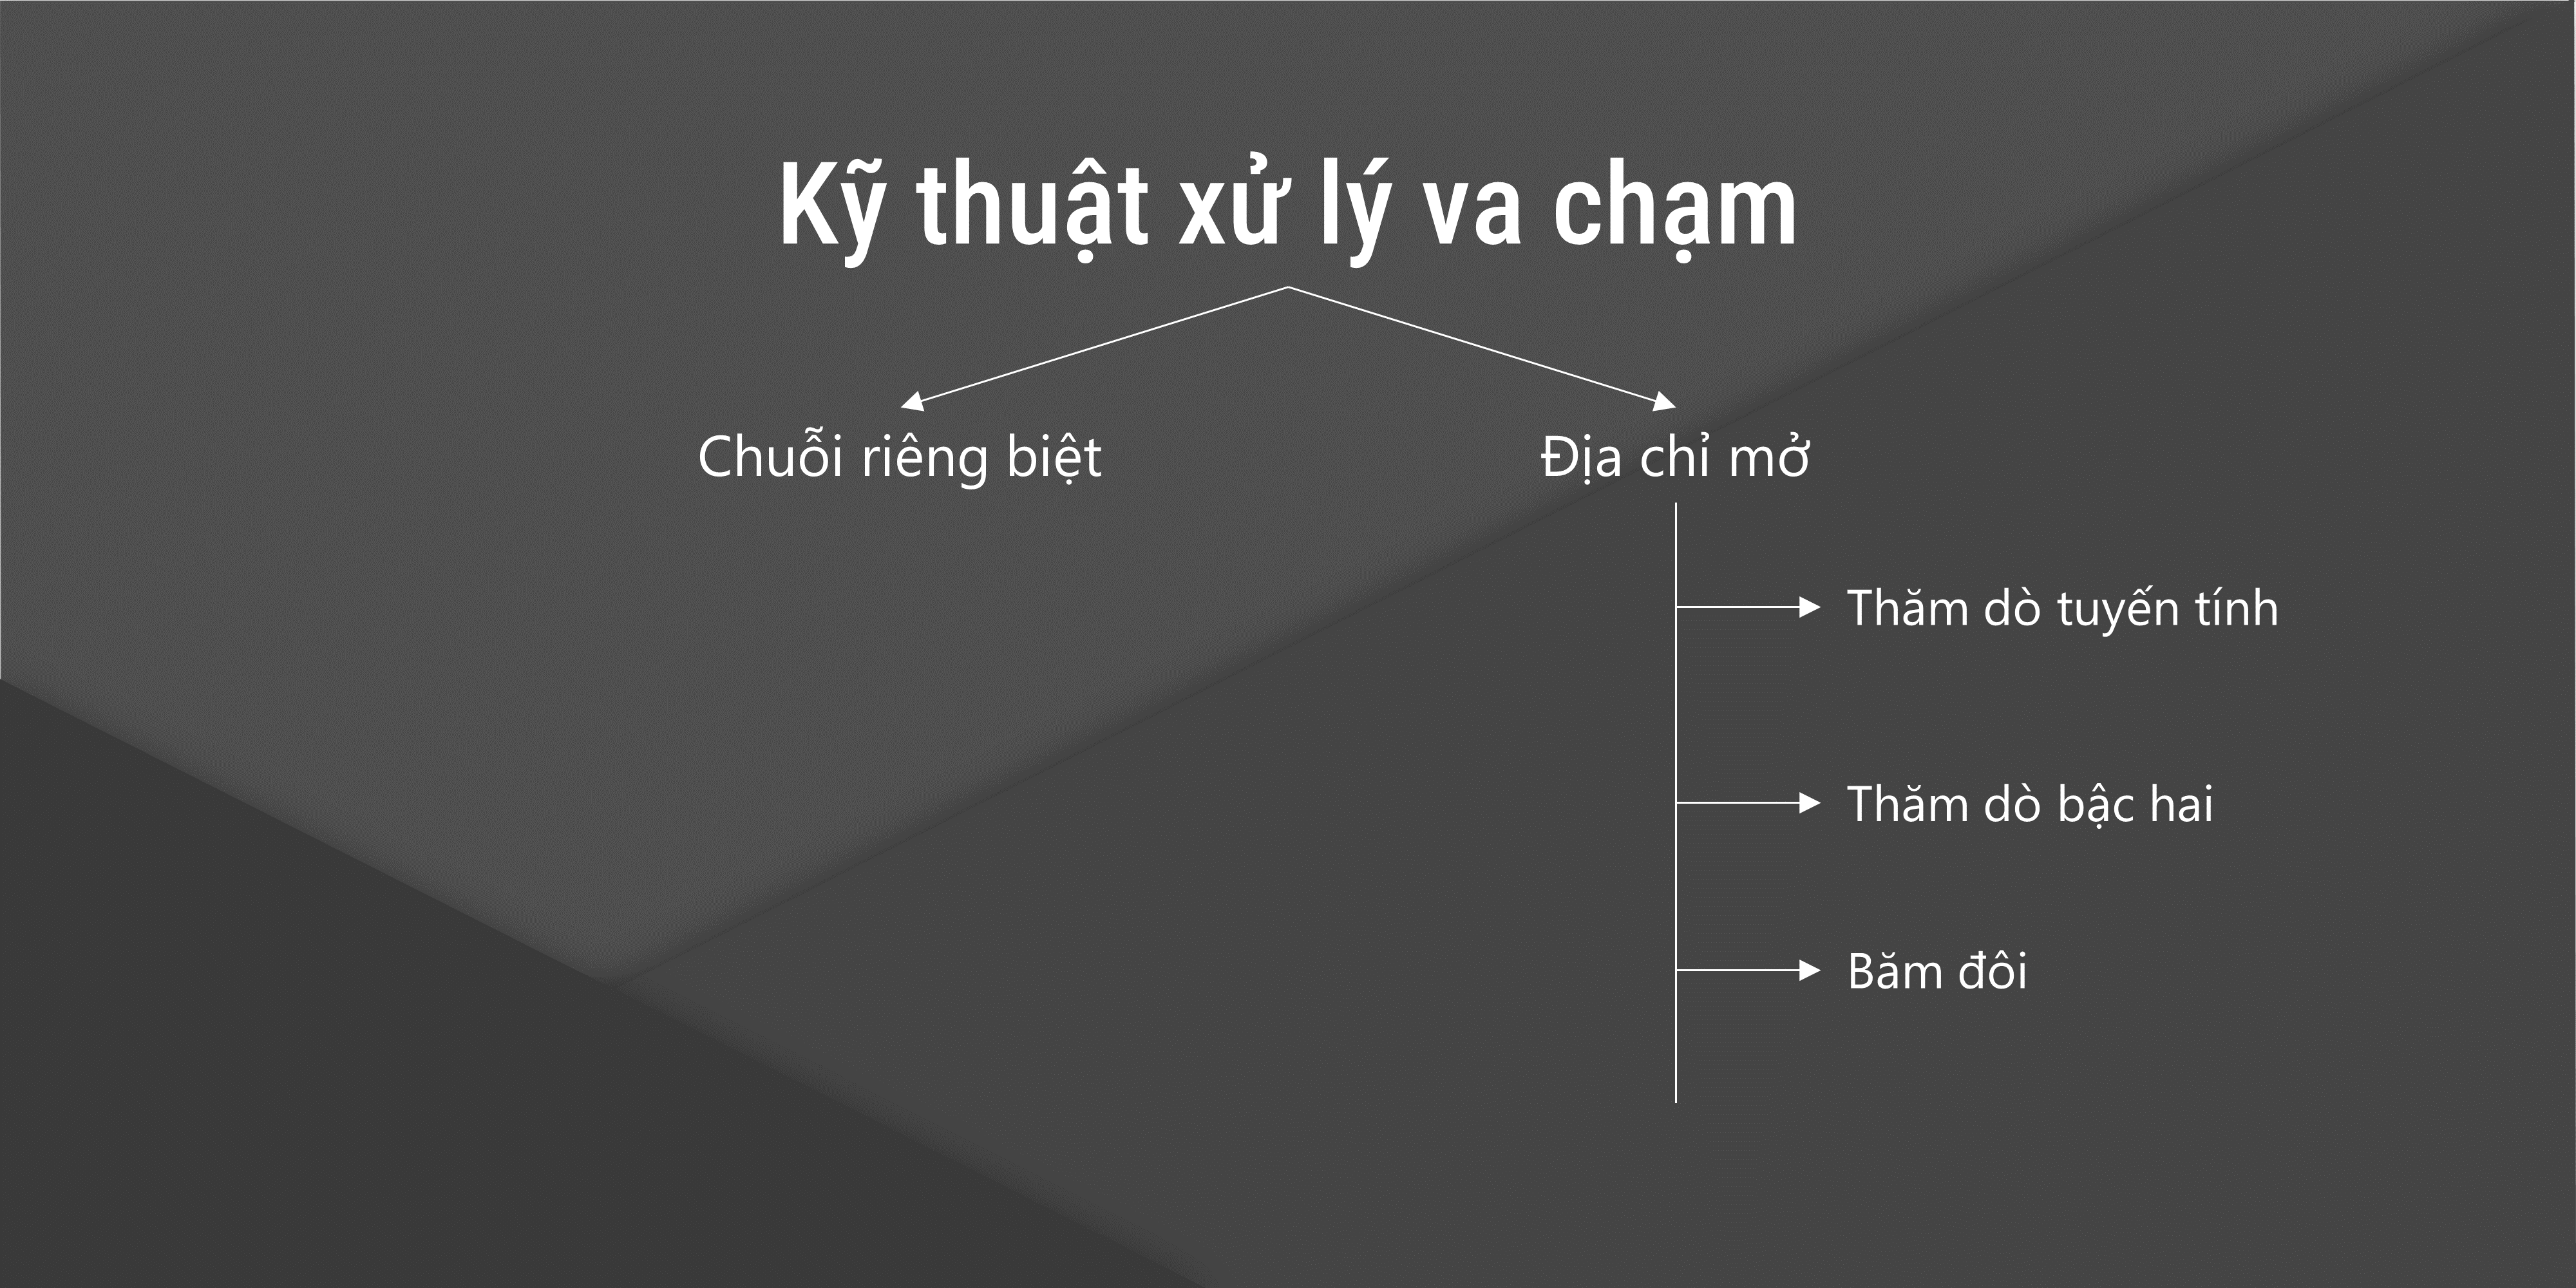 Kỹ thuật xử lý va chạm
Chuỗi riêng biệt
Địa chỉ mở
Thăm dò tuyến tính
Thăm dò bậc hai
Băm đôi